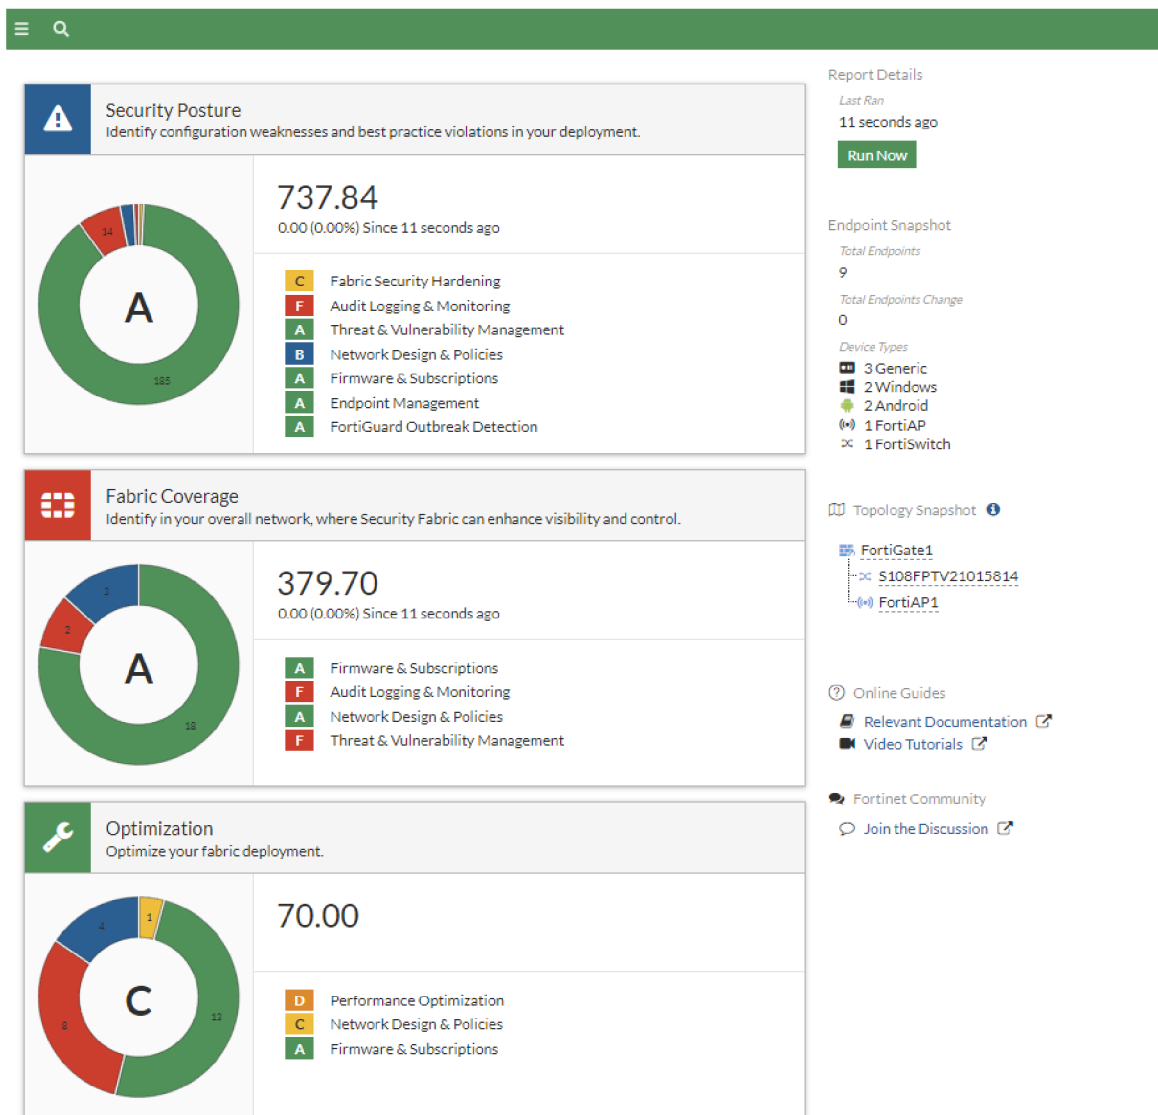 Security Posture
Identify configuration weaknesses and best practice violations in your deployment.
14
185
A
737.84
0.00 (0.00%) Since 11 seconds ago
C Fabric Security Hardening
F Audit Logging & Monitoring
A Threat & Vulnerability Management
B Network Design & Policies
A Firmware & Subscriptions
A Endpoint Management
A FortiGuard Outbreak Detection
Fabric Coverage
Identify in your overall network, where Security Fabric can enhance visibility and control.
3
2
18
A
379.70
0.00 (0.00%) Since 11 seconds ago
A Firmware & Subscriptions
F Audit Logging & Monitoring
A Network Design & Policies
F Threat & Vulnerability Management
Optimization
Optimize your fabric deployment.
1
4
8
13
C
70.00
D Performance Optimization
C Network Design & Policies
A Firmware & Subscriptions
Report Details
Last Ran
11 seconds ago
Run Now
Endpoint Snapshot
Total Endpoints
9
Total Endpoints Change
0
Device Types
3 Generic
2 Windows
2 Android
1 FortiAP
1 FortiSwitch
Topology Snapshot
FortiGate1
S108FPTV21015814
FortiAP1
Online Guides
Relevant Documentation
Video Tutorials
Fortinet Community
Join the Discussion